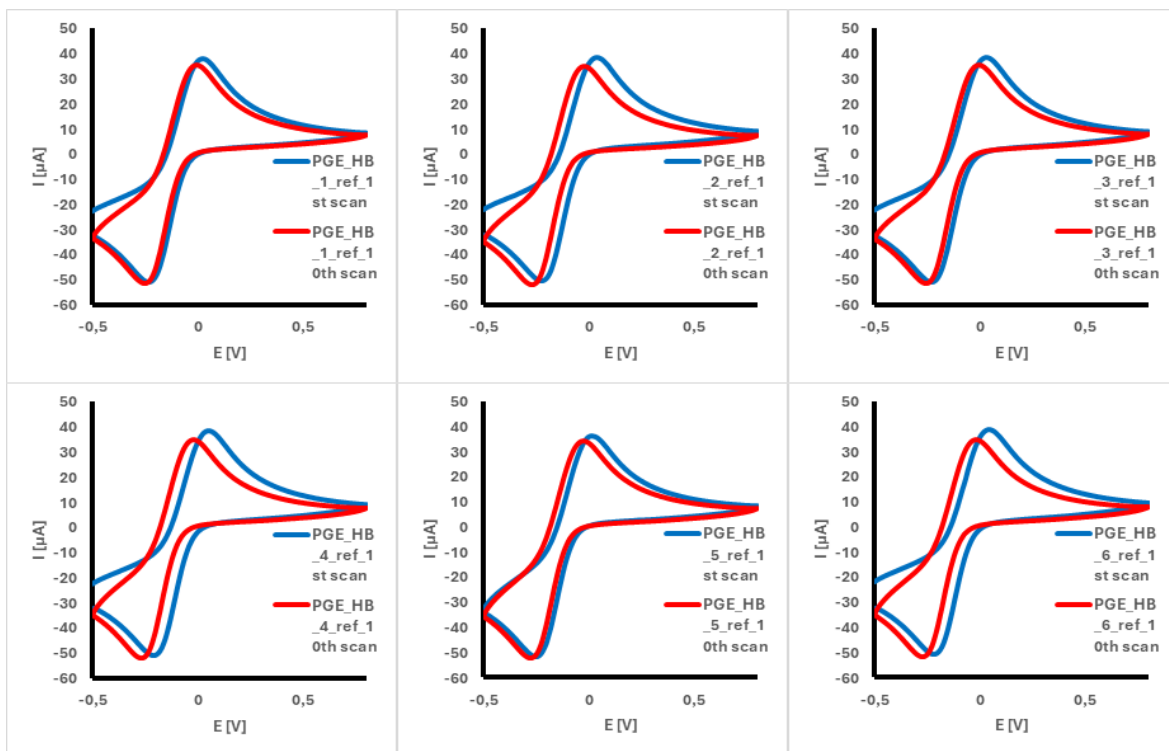 50
40
30
20
10
0
-10
-20
-30
-40
-50
-60
I [µA]
-0,5
0
0,5
E [V]
PGE_HB
_1_ref_1
st scan
PGE_HB
_1_ref_1
0th scan
50
40
30
20
10
0
-10
-20
-30
-40
-50
-60
I [µA]
-0,5
0
0,5
E [V]
PGE_HB
_2_ref_1
st scan
PGE_HB
_2_ref_1
0th scan
50
40
30
20
10
0
-10
-20
-30
-40
-50
-60
I [µA]
-0,5
0
0,5
E [V]
PGE_HB
_3_ref_1
st scan
PGE_HB
_3_ref_1
0th scan
50
40
30
20
10
0
-10
-20
-30
-40
-50
-60
I [µA]
-0,5
0
0,5
E [V]
PGE_HB
_4_ref_1
st scan
PGE_HB
_4_ref_1
0th scan
50
40
30
20
10
0
-10
-20
-30
-40
-50
-60
I [µA]
-0,5
0
0,5
E [V]
PGE_HB
_5_ref_1
st scan
PGE_HB
_5_ref_1
0th scan
50
40
30
20
10
0
-10
-20
-30
-40
-50
-60
I [µA]
-0,5
0
0,5
E [V]
PGE_HB
_6_ref_1
st scan
PGE_HB
_6_ref_1
0th scan